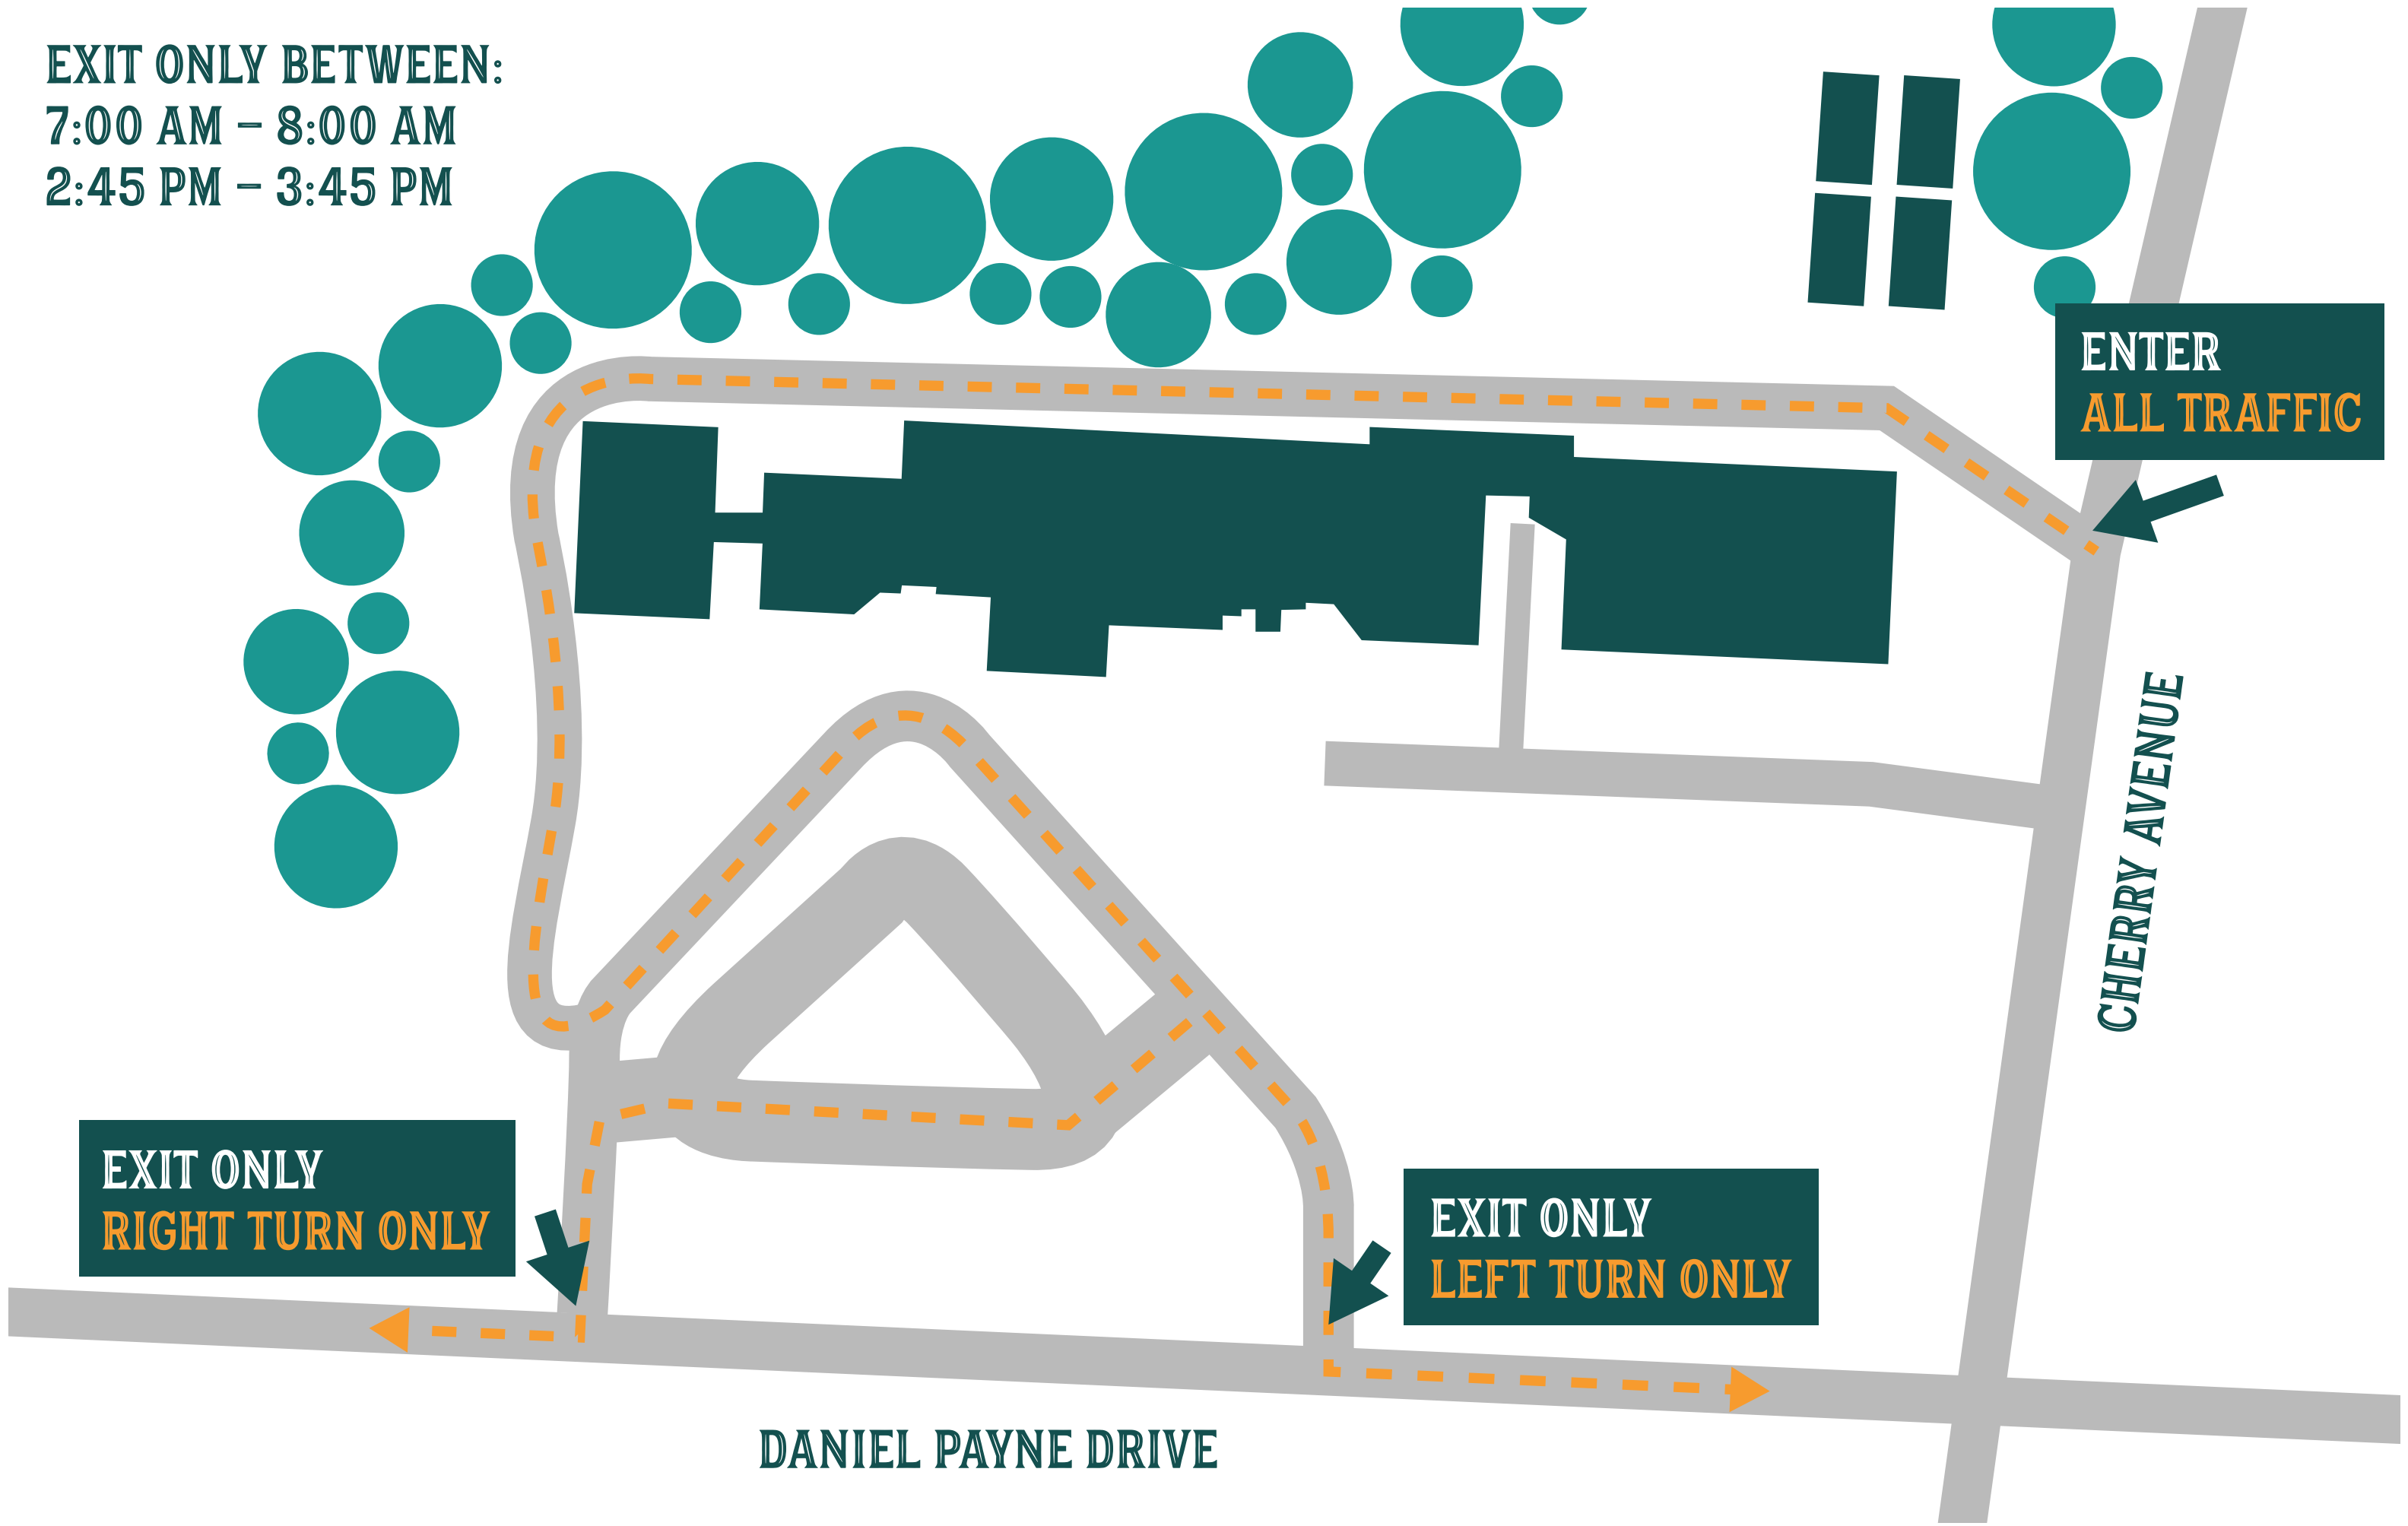 EXIT ONLY BETWEEN:
7:00 AM – 8:00 AM
2:45 PM – 3:45 PM
ENTER
ALL TRAFFIC
CHERRY AVENUE
EXIT ONLY
RIGHT TURN ONLY
EXIT ONLY
LEFT TURN ONLY
DANIEL PAYNE DRIVE